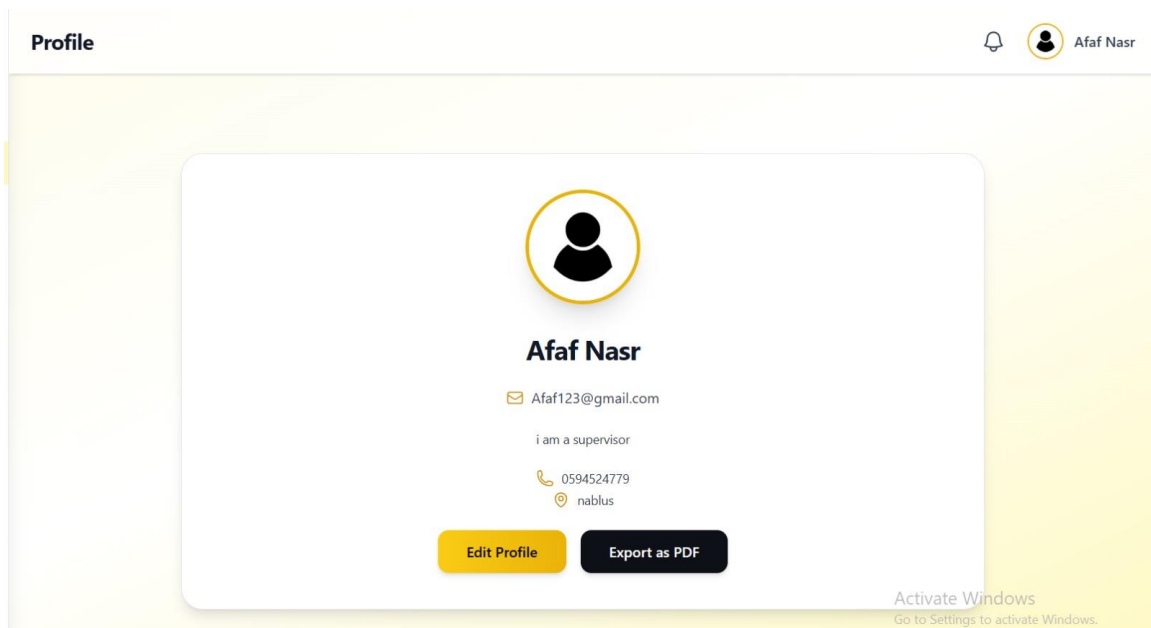 Profile
Afaf Nasr
Afaf Nasr
Afaf123@gmail.com
i am a supervisor
0594524779
nablus
Edit Profile
Export as PDF
Activate Windows
Go to Settings to activate Windows.